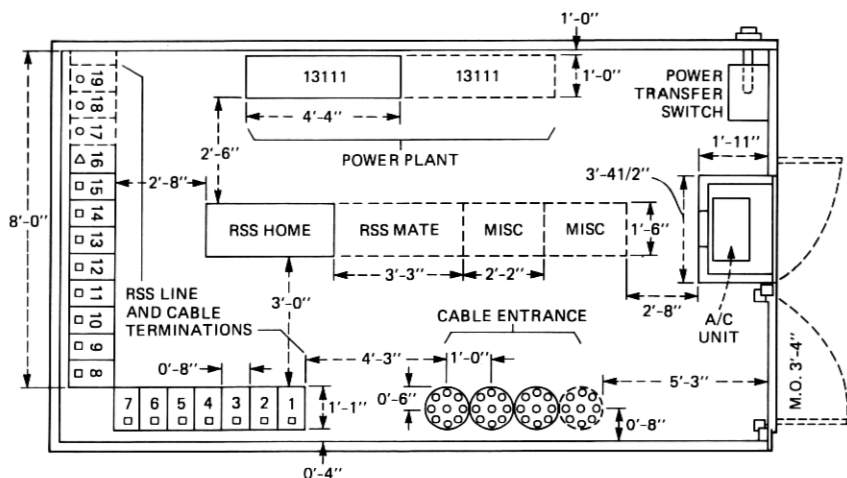 1'-0"
19
18
17
16
15
14
13
12
11
10
9
8
13111
13111
1'-0"
POWER
TRANSFER
SWITCH
4'-4"
POWER PLANT
2'-6"
1'-11"
2'-8"
3'-41/2"
8'-0"
RSS HOME
RSS MATE
MISC
MISC
1'-6"
3'-3"
2'-2"
3'-0"
RSS LINE
AND CABLE
TERMINATIONS
2'-8"
A/C
UNIT
CABLE ENTRANCE
M.O. 3'-4"
0'-8"
4'-3"
1'-0"
5'-3"
7
6
5
4
3
2
1
1'-1"
0'-6"
0'-8"
0'-4"